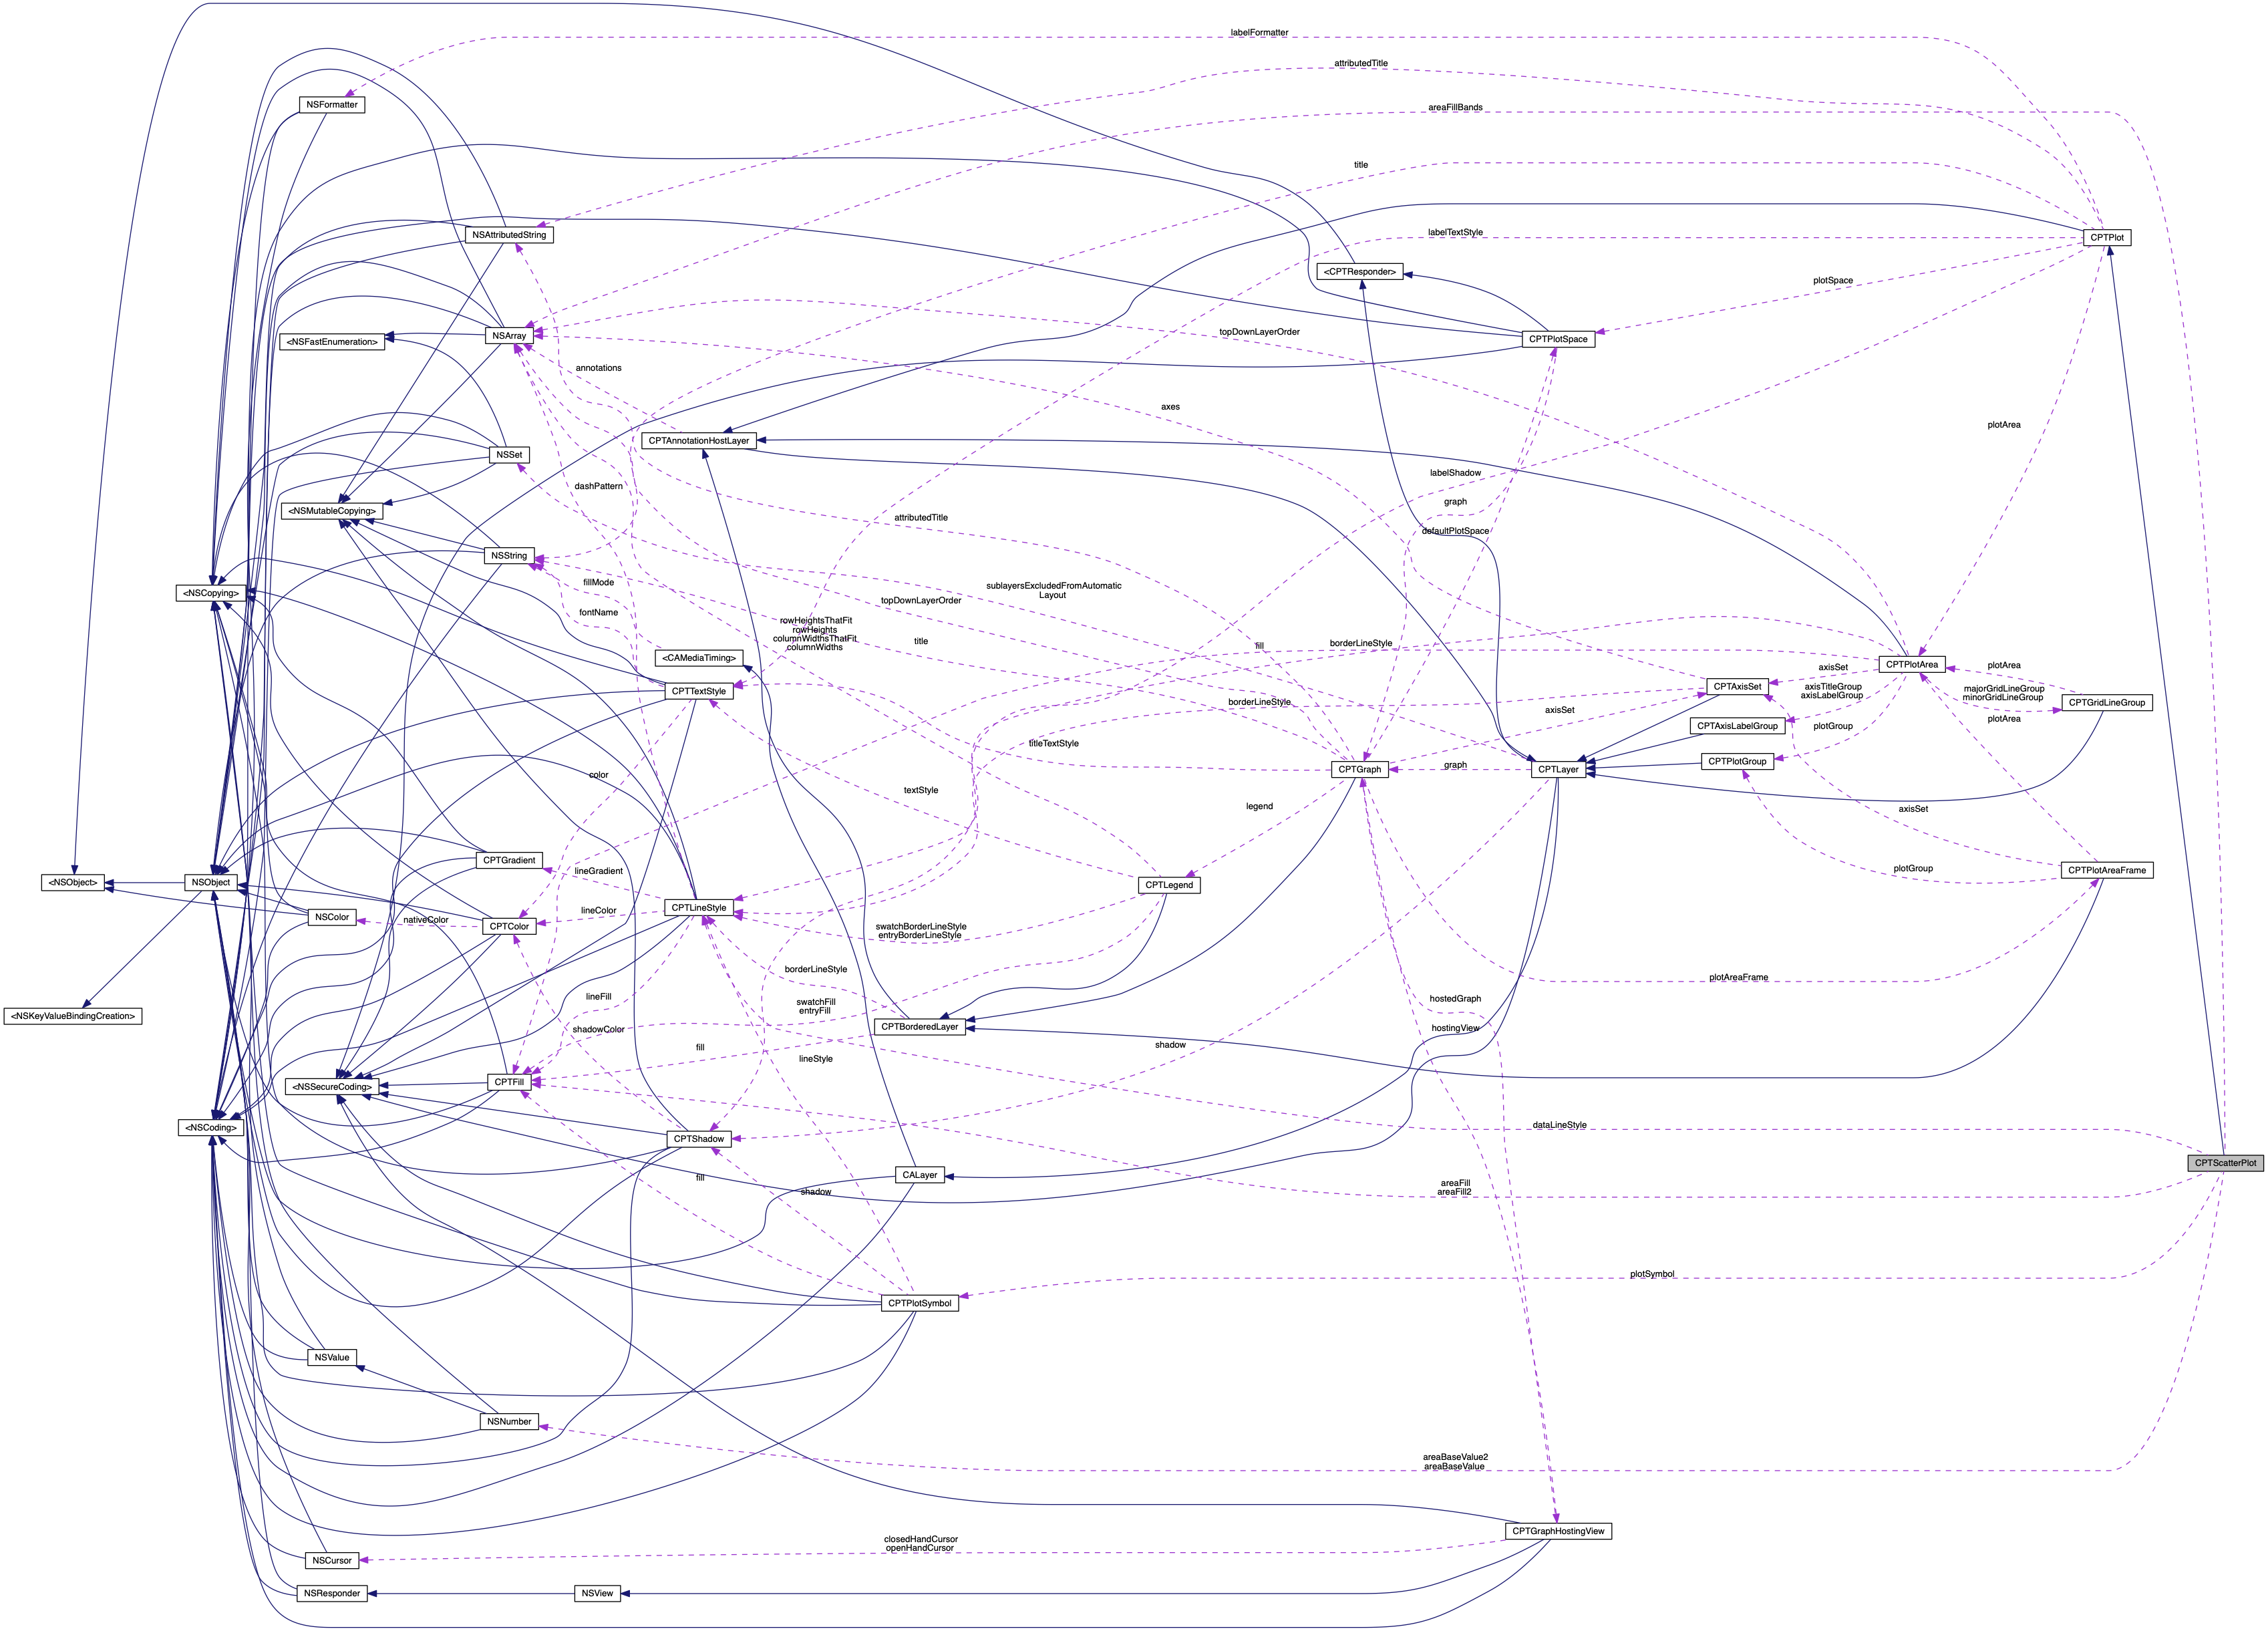 labelFormatter
attributedTitle
NSFormatter
areaFillBands
title
NSAttributedString
labelTextStyle
CPTPlot
<CPTResponder>
plotSpace
NSArray
<NSFastEnumeration>
topDownLayerOrder
CPTPlotSpace
annotations
axes
plotArea
CPTAnnotationHostLayer
NSSet
labelShadow
dashPattern
graph
<NSMutableCopying>
attributedTitle
defaultPlotSpace
NSString
fillMode
sublayersExcludedFromAutomatic
Layout
<NSCopying>
topDownLayerOrder
fontName
rowHeightsThatFit
rowHeights
columnWidthsThatFit
columnWidths
title
fill
borderLineStyle
<CAMediaTiming>
CPTPlotArea
plotArea
axisSet
CPTTextStyle
CPTAxisSet
axisTitleGroup
axisLabelGroup
majorGridLineGroup
minorGridLineGroup
borderLineStyle
CPTGridLineGroup
axisSet
CPTAxisLabelGroup
plotGroup
plotArea
titleTextStyle
CPTPlotGroup
color
CPTGraph
graph
CPTLayer
textStyle
legend
axisSet
CPTGradient
lineGradient
plotGroup
CPTPlotAreaFrame
<NSObject>
NSObject
CPTLegend
CPTLineStyle
lineColor
NSColor
nativeColor
CPTColor
swatchBorderLineStyle
entryBorderLineStyle
borderLineStyle
plotAreaFrame
lineFill
hostedGraph
swatchFill
entryFill
<NSKeyValueBindingCreation>
shadowColor
CPTBorderedLayer
hostingView
fill
shadow
lineStyle
CPTFill
<NSSecureCoding>
<NSCoding>
dataLineStyle
CPTShadow
CPTScatterPlot
CALayer
fill
areaFill
areaFill2
shadow
plotSymbol
CPTPlotSymbol
NSValue
NSNumber
areaBaseValue2
areaBaseValue
CPTGraphHostingView
closedHandCursor
openHandCursor
NSCursor
NSResponder
NSView